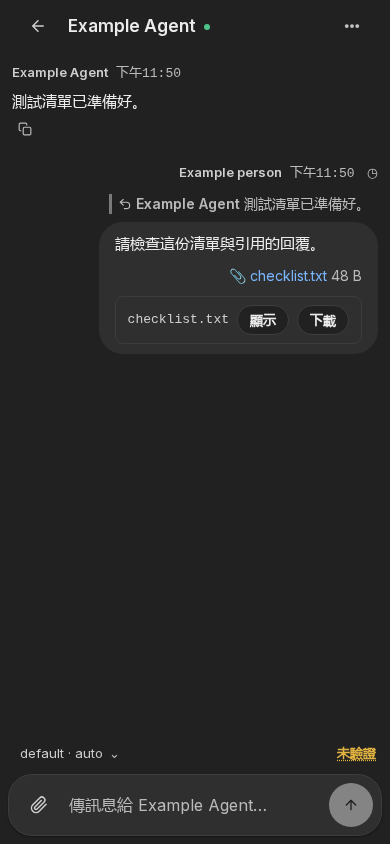 Example Agent
Example Agent 下午11:50
測試清單已準備好。
Example person 下午11:50
Example Agent 測試清單已準備好。
請檢查這份清單與引用的回覆。
checklist.txt 48 B
checklist.txt 顯示 下載
default · auto 未驗證
傳訊息給 Example Agent…